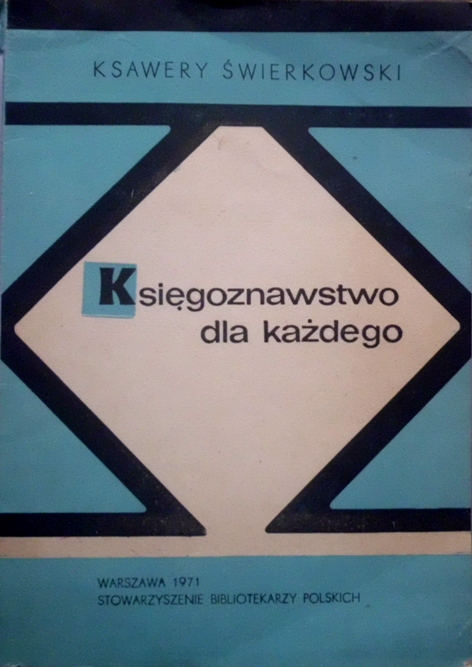 KSAWERY ŚWIERKOWSKI
Księgoznawstwo
dla każdego
WARSZAWA 1971
STOWARZYSZENIE BIBLIOTEKARZY POLSKICH